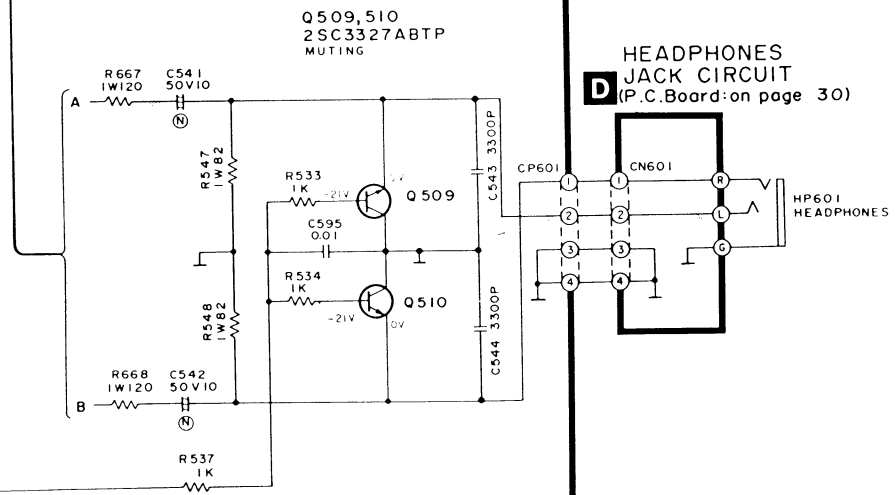 Q509,510
2SC3327ABTP
MUTING
HEADPHONES
JACK CIRCUIT
D
(P.C.Board:on page 30)
R667
1W120
C541
50V10
A
N
R547
1W82
R533
1K
-21V
0V
Q509
C543 3300P
CP601
CN601
1
1
R
2
2
L
3
3
G
4
4
HP601
HEADPHONES
C595
0.01
R534
1K
-21V
0V
Q510
R548
1W82
C544 3300P
R668
1W120
C542
50V10
B
N
R537
1K